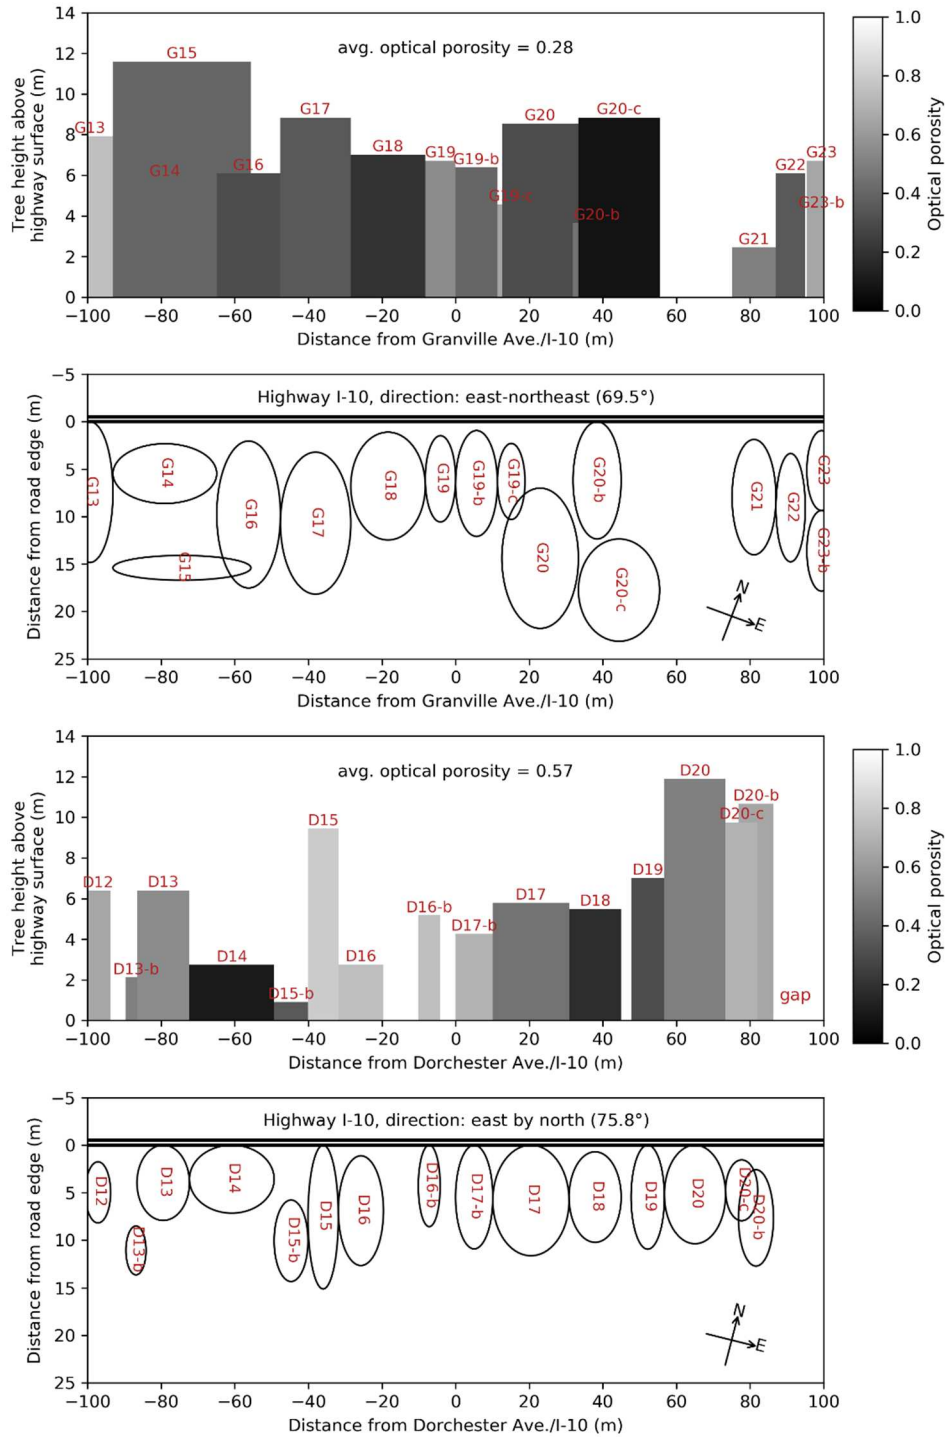 14
12
10
8
6
4
2
0
Tree height above
highway surface (m)
avg. optical porosity = 0.28
G15
G13
G17
G20
G20-c
G18
G19
G19-b
G14
G16
G22
G23
G19-c
G20-b
G23-b
G21
−100 −80 −60 −40 −20 0 20 40 60 80 100
Distance from Granville Ave./I-10 (m)
1.0
0.8
0.6
0.4
0.2
0.0
Optical porosity
−5
0
5
10
15
20
25
Distance from road edge (m)
Highway I-10, direction: east-northeast (69.5°)
G13
G14
G15
G16
G17
G18
G19
G19-b
G19-c
G20
G20-b
G20-c
G21
G22
G23
G23-b
N
E
−100 −80 −60 −40 −20 0 20 40 60 80 100
Distance from Granville Ave./I-10 (m)
14
12
10
8
6
4
2
0
Tree height above
highway surface (m)
avg. optical porosity = 0.57
D12
D13-b
D13
D14
D15-b
D15
D16
D16-b
D17-b
D17
D18
D19
D20
D20-c
D20-b
gap
−100 −80 −60 −40 −20 0 20 40 60 80 100
Distance from Dorchester Ave./I-10 (m)
1.0
0.8
0.6
0.4
0.2
0.0
Optical porosity
−5
0
5
10
15
20
25
Distance from road edge (m)
Highway I-10, direction: east by north (75.8°)
D12
D13-b
D13
D14
D15-b
D15
D16
D16-b
D17-b
D17
D18
D19
D20
D20-c
D20-b
N
E
−100 −80 −60 −40 −20 0 20 40 60 80 100
Distance from Dorchester Ave./I-10 (m)